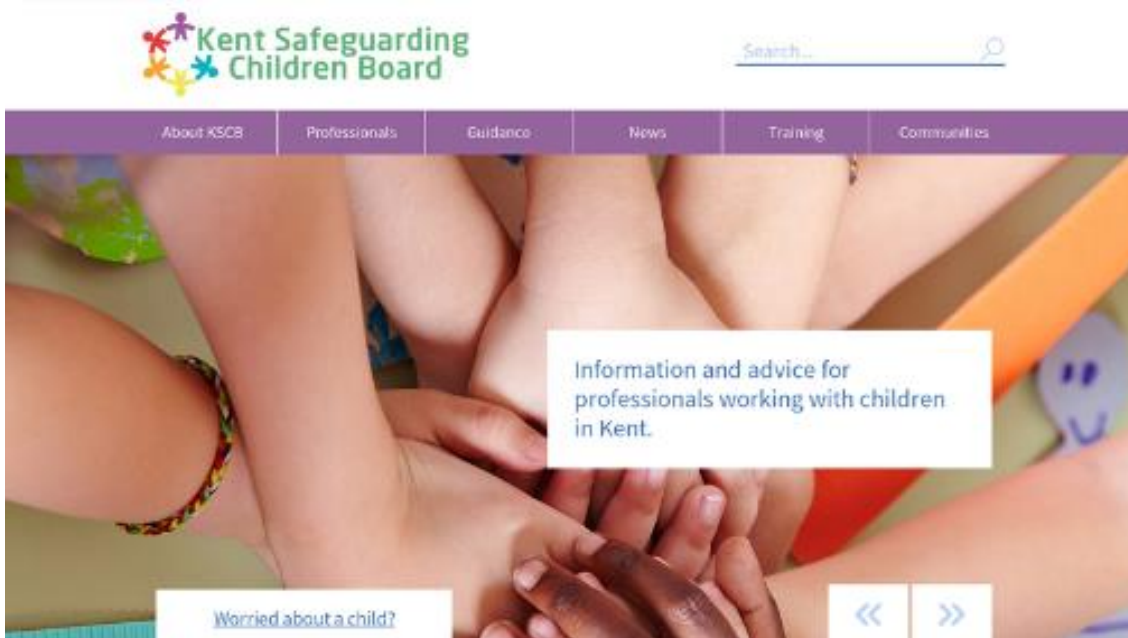 Kent Safeguarding
Children Board
Search...
About KSCB
Professionals
Guidance
News
Training
Communities
Information and advice for
professionals working with children
in Kent.
Worried about a child?